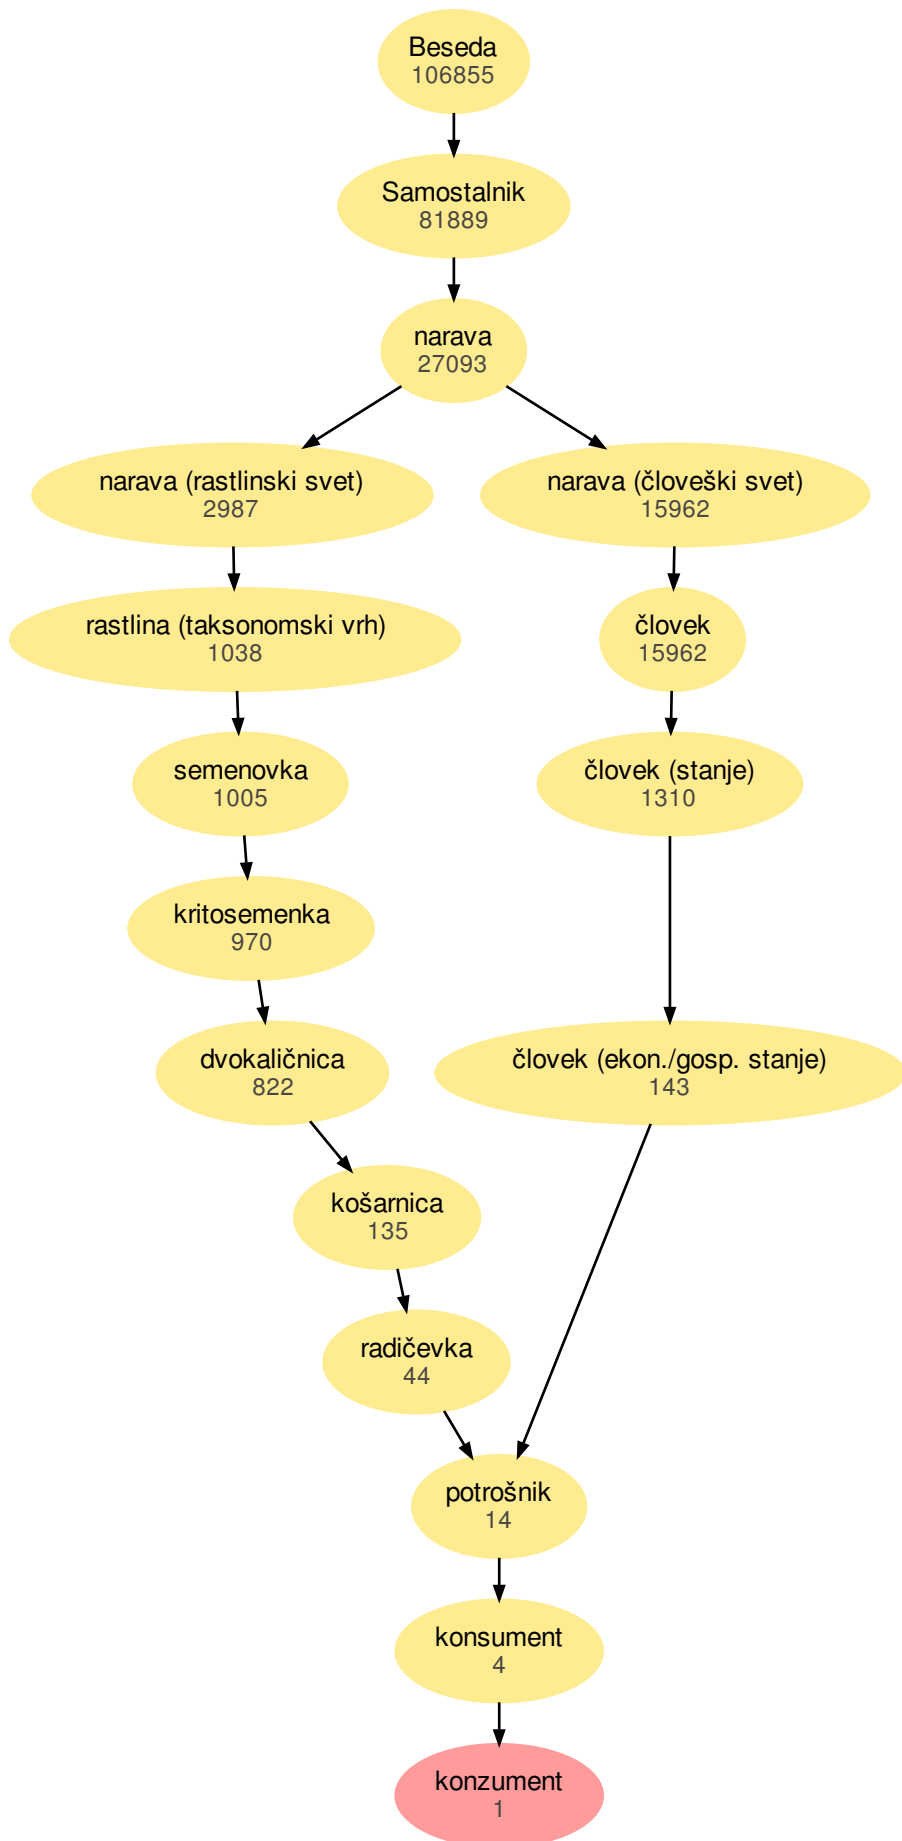 Beseda
106855
Samostalnik
81889
narava
27093
narava (rastlinski svet)
2987
narava (človeški svet)
15962
rastlina (taksonomski vrh)
1038
človek
15962
semenovka
1005
človek (stanje)
1310
kritosemenka
970
dvokaličnica
822
človek (ekon./gosp. stanje)
143
košarnica
135
radičevka
44
potrošnik
14
konsument
4
konzument
1